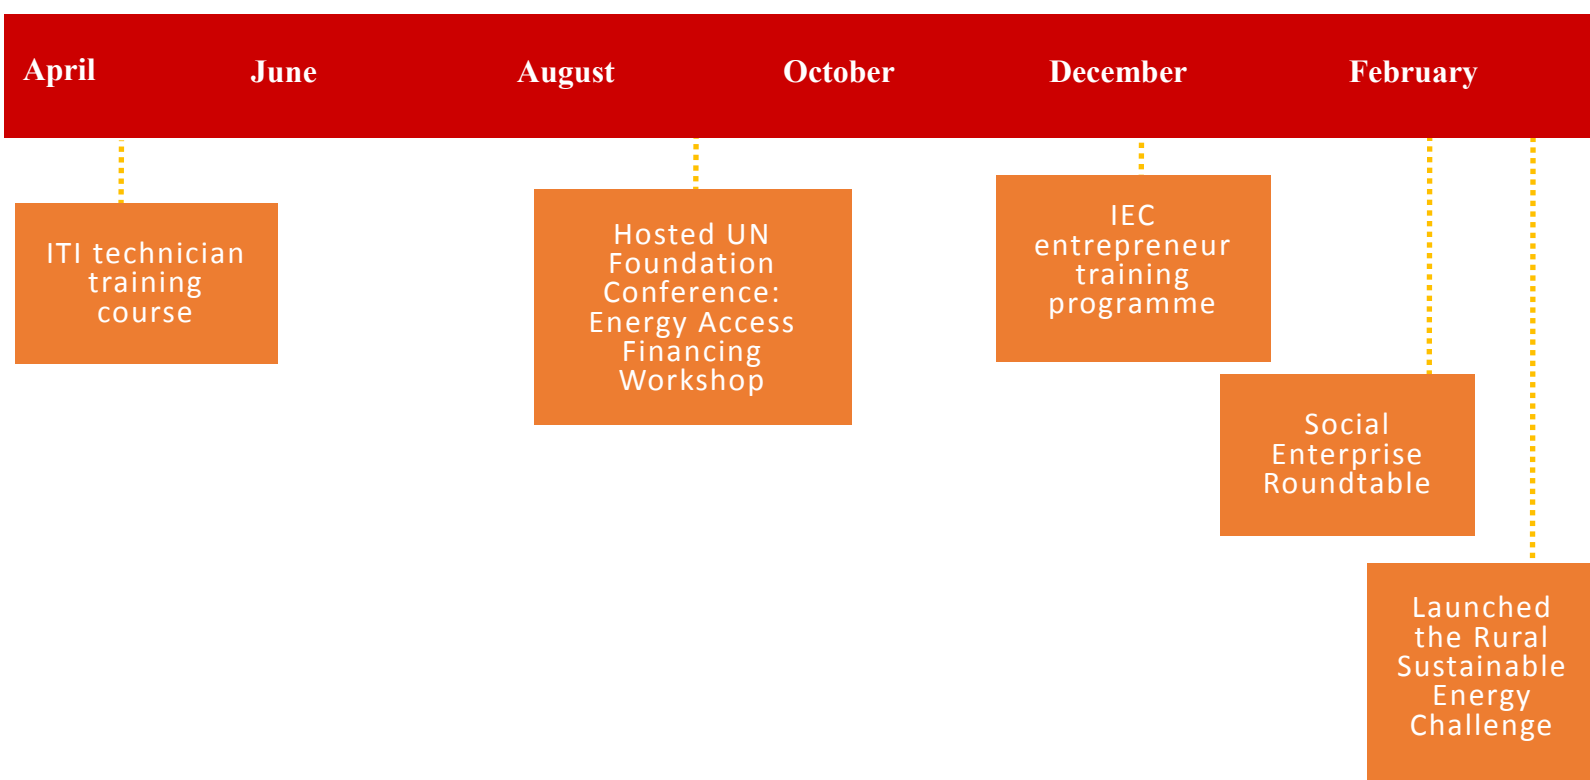 April June August October December February
ITI technician
training
course
Hosted UN
Foundation
Conference:
Energy Access
Financing
Workshop
IEC
entrepreneur
training
programme
Social
Enterprise
Roundtable
Launched
the Rural
Sustainable
Energy
Challenge